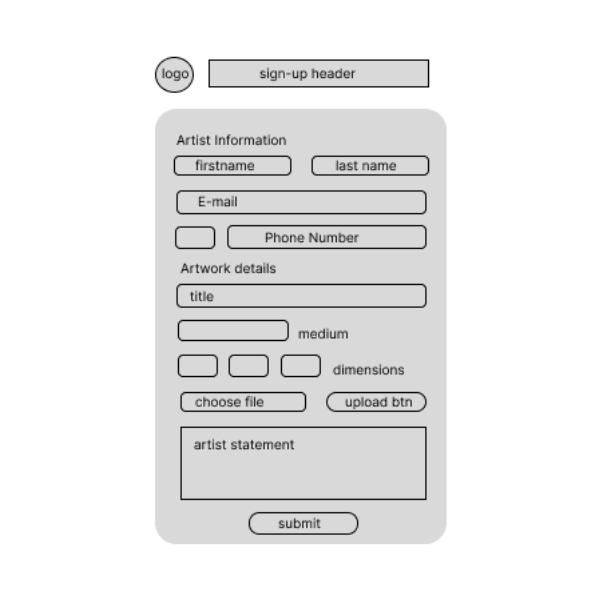 logo
sign-up header
Artist Information
firstname last name
E-mail
Phone Number
Artwork details
title
medium
dimensions
choose file upload btn
artist statement
submit